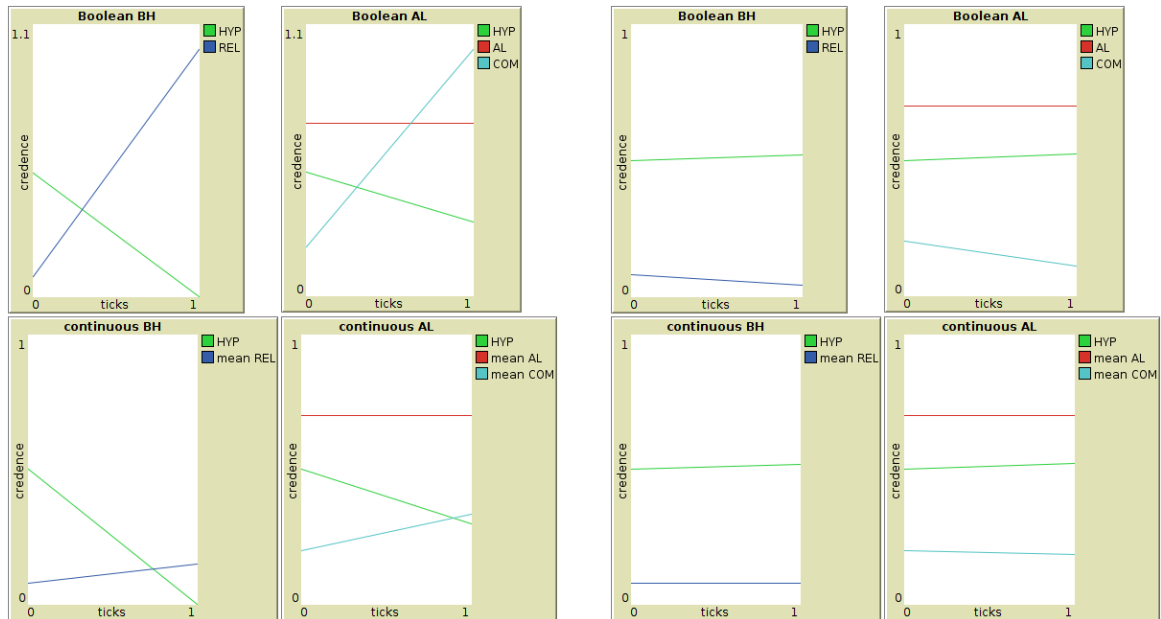 Boolean BH
1.1
credence
0
0
ticks
1
HYP
REL
Boolean AL
1.1
credence
0
0
ticks
1
HYP
AL
COM
Boolean BH
1
credence
0
0
ticks
1
HYP
REL
Boolean AL
1
credence
0
0
ticks
1
HYP
AL
COM
continuous BH
1
credence
0
0
ticks
1
HYP
mean REL
continuous AL
1
credence
0
0
ticks
1
HYP
mean AL
mean COM
continuous BH
1
credence
0
0
ticks
1
HYP
mean REL
continuous AL
1
credence
0
0
ticks
1
HYP
mean AL
mean COM